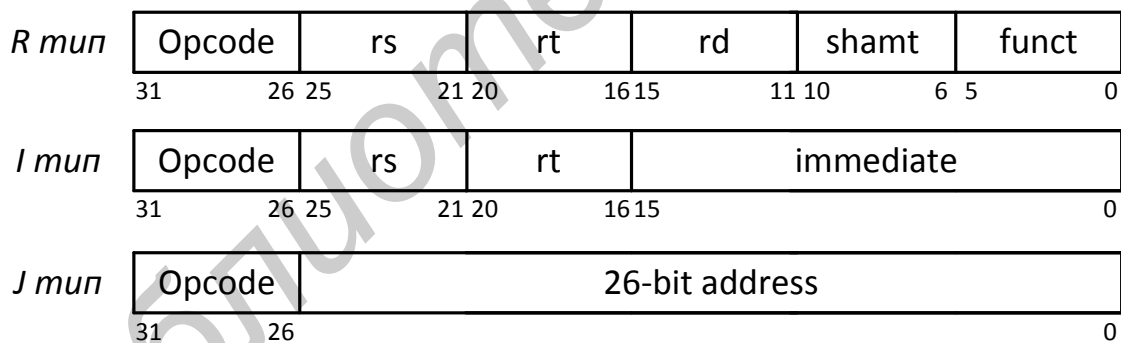 R тип Opcode rs rt rd shamt funct
31 26 25 21 20 16 15 11 10 6 5 0
I тип Opcode rs rt immediate
31 26 25 21 20 16 15 0
J тип Opcode 26-bit address
31 26 0